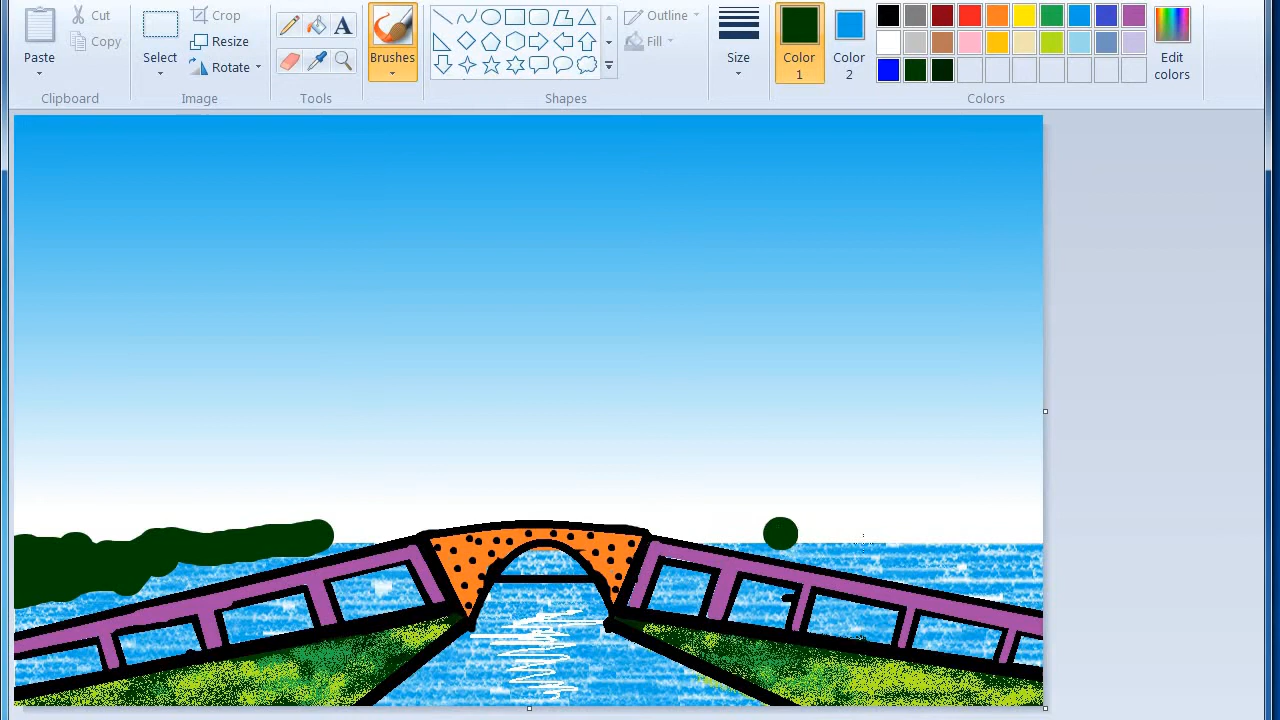 Paste
Cut
Copy
Clipboard
Select
Crop
Resize
Rotate
Image
A
Tools
Brushes
Shapes
Outline
Fill
Size
Color
1
Color
2
Edit
colors
Colors